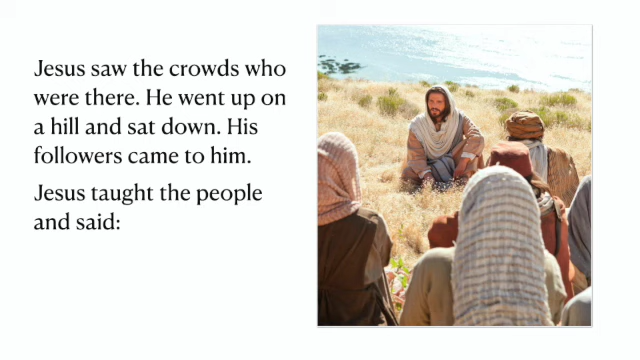 Jesus saw the crowds who
were there. He went up on
a hill and sat down. His
followers came to him.
Jesus taught the people
and said: